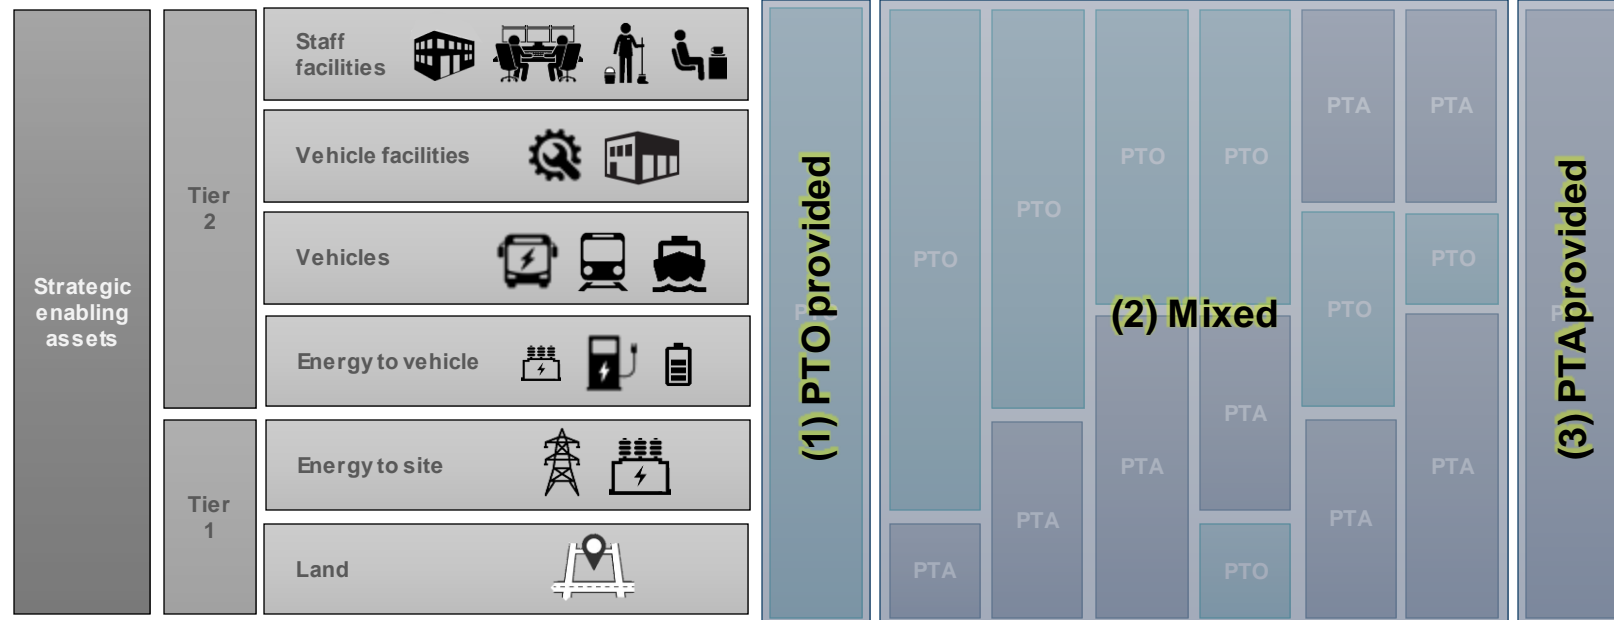 Strategic
enabling
assets
Tier
2
Tier
1
Staff
facilities
Vehicle facilities
Vehicles
Energy to vehicle
Energy to site
Land
PTO
(1) PTO provided
PTO
PTA
PTO
PTA
PTO
PTA
PTO
PTA
PTO
PTA
PTO
PTA
PTA
PTO
PTA
(2) Mixed
(3) PTA provided